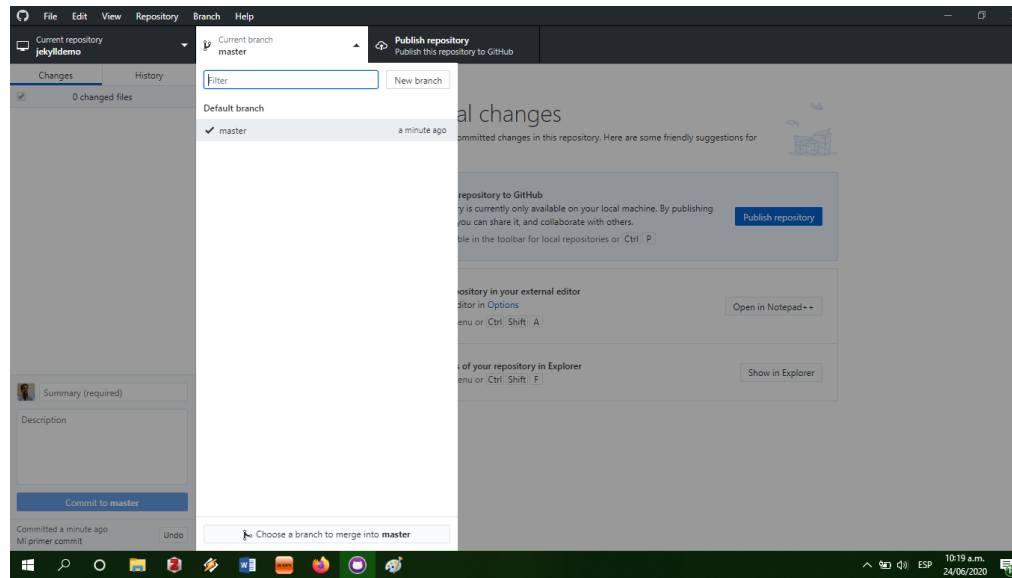 File Edit View Repository Branch Help
Current repository
jekylldemo
Current branch
master
Publish repository
Publish this repository to GitHub
Changes History
0 changed files
Filter
New branch
Default branch
master a minute ago
al changes
ommitted changes in this repository. Here are some friendly suggestions for
repository to GitHub
ry is currently only available on your local machine. By publishing
you can share it, and collaborate with others.
ble in the toolbar for local repositories or Ctrl P
Publish repository
ository in your external editor
ditor in Options
enu or Ctrl Shift A
Open in Notepad++
s of your repository in Explorer
enu or Ctrl Shift F
Show in Explorer
Summary (required)
Description
Commit to master
Committed a minute ago
Mi primer commit
Undo
Choose a branch to merge into master
ESP
10:19 a.m.
24/06/2020